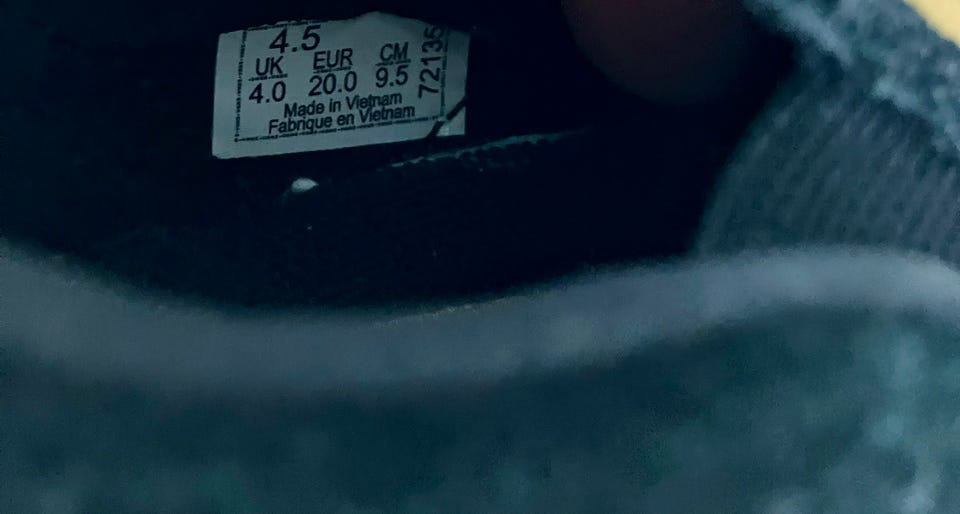 4.5
UK EUR CM
4.0 20.0 9.5
Made in Vietnam
Fabrique en Vietnam
72135